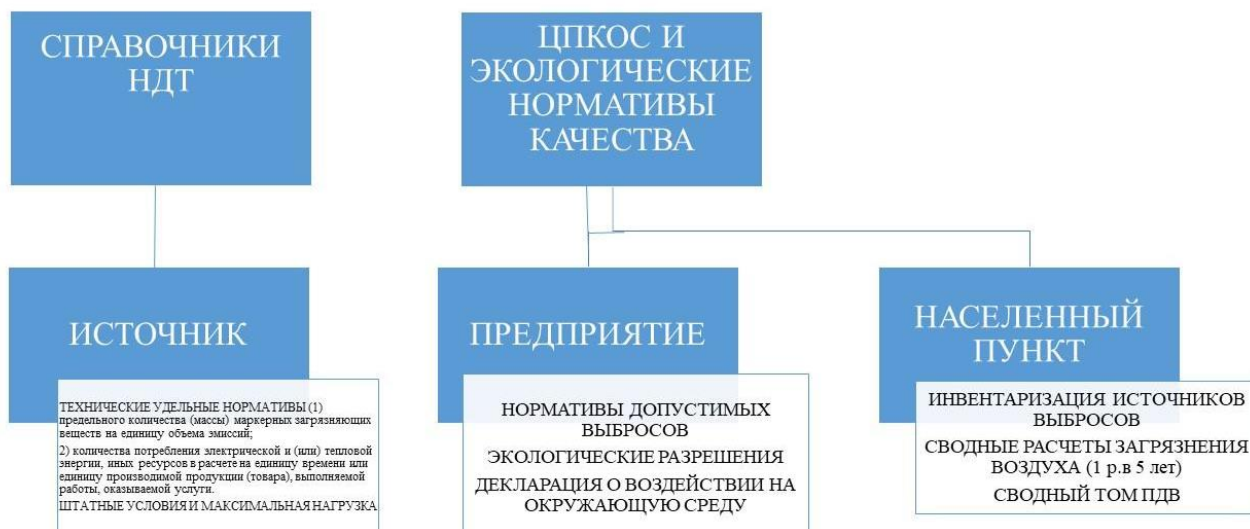 СПРАВОЧНИКИ
НДТ
ЦПКОС И
ЭКОЛОГИЧЕСКИЕ
НОРМАТИВЫ
КАЧЕСТВА
ИСТОЧНИК
ТЕХНИЧЕСКИЕ УДЕЛЬНЫЕ НОРМАТИВЫ (1)
предельного количества (массы) маркерных загрязняющих
веществ на единицу объема эмиссий;
2) количества потребления электрической и (или) тепловой
энергии, иных ресурсов в расчете на единицу времени или
единицу производимой продукции (товара), выполняемой
работы, оказываемой услуги.
ШТАТНЫЕ УСЛОВИЯ И МАКСИМАЛЬНАЯ НАГРУЗКА
ПРЕДПРИЯТИЕ
НОРМАТИВЫ ДОПУСТИМЫХ
ВЫБРОСОВ
ЭКОЛОГИЧЕСКИЕ РАЗРЕШЕНИЯ
ДЕКЛАРАЦИЯ О ВОЗДЕЙСТВИИ НА
ОКРУЖАЮЩУЮ СРЕДУ
НАСЕЛЕННЫЙ
ПУНКТ
ИНВЕНТАРИЗАЦИЯ ИСТОЧНИКОВ
ВЫБРОСОВ
СВОДНЫЕ РАСЧЕТЫ ЗАГРЯЗНЕНИЯ
ВОЗДУХА (1 р.в 5 лет)
СВОДНЫЙ ТОМ ПДВ